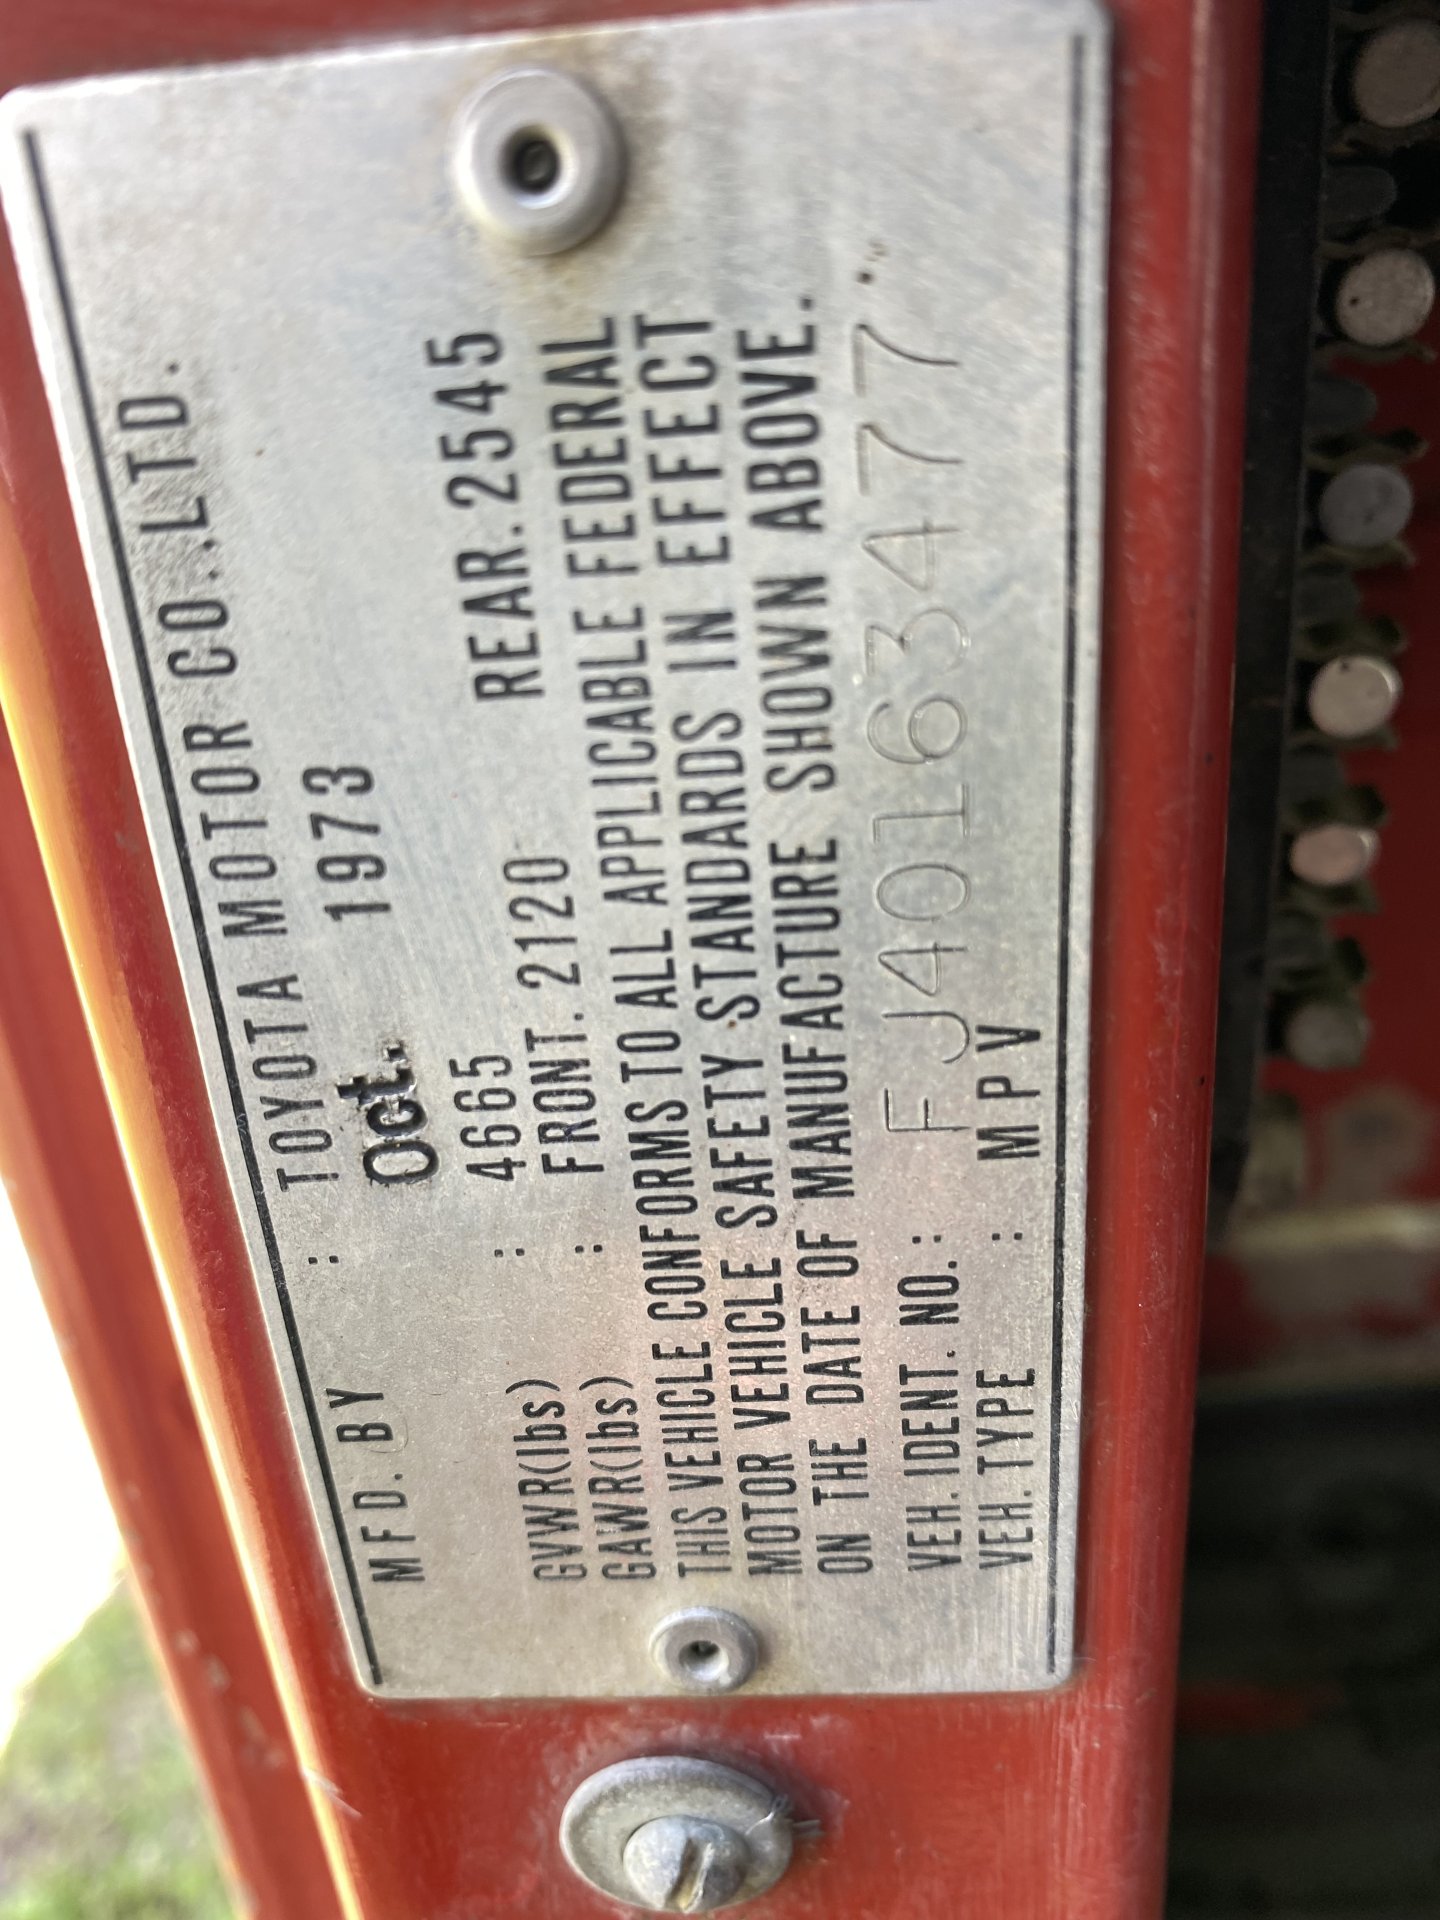 MFD. BY : TOYOTA MOTOR CO.,LTD.
Oct. 1973
GVWR(lbs) : 4665
GAWR(lbs) : FRONT. 2120 REAR. 2545
THIS VEHICLE CONFORMS TO ALL APPLICABLE FEDERAL
MOTOR VEHICLE SAFETY STANDARDS IN EFFECT
ON THE DATE OF MANUFACTURE SHOWN ABOVE.
VEH. IDENT. NO. : FJ40163477
VEH. TYPE : MPV